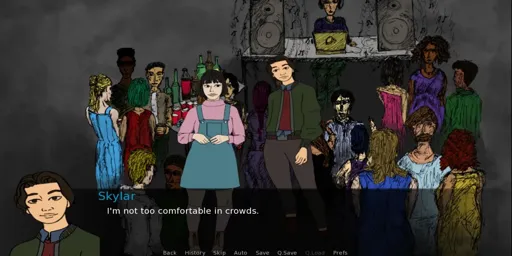 Skylar
I'm not too comfortable in crowds.
Back History Skip Auto Save Q.Save Q.Load Prefs